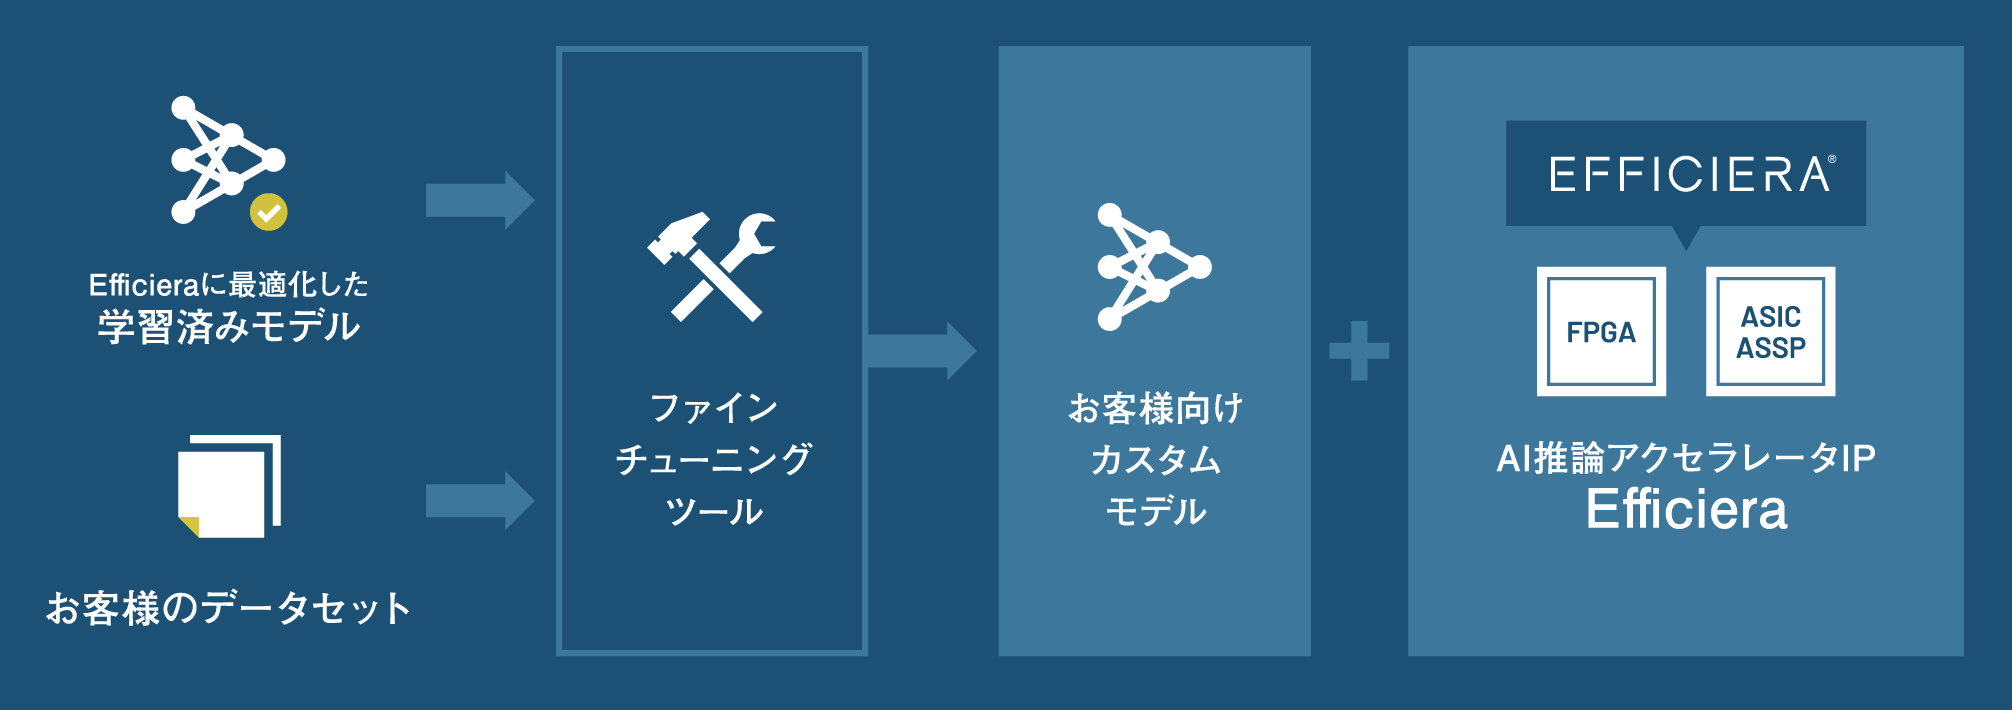 Efficieraに最適化した
学習済みモデル
お客様のデータセット
ファイン
チューニング
ツール
お客様向け
カスタム
モデル
EFFICIERA®
FPGA
ASIC
ASSP
AI推論アクセラレータIP
Efficiera